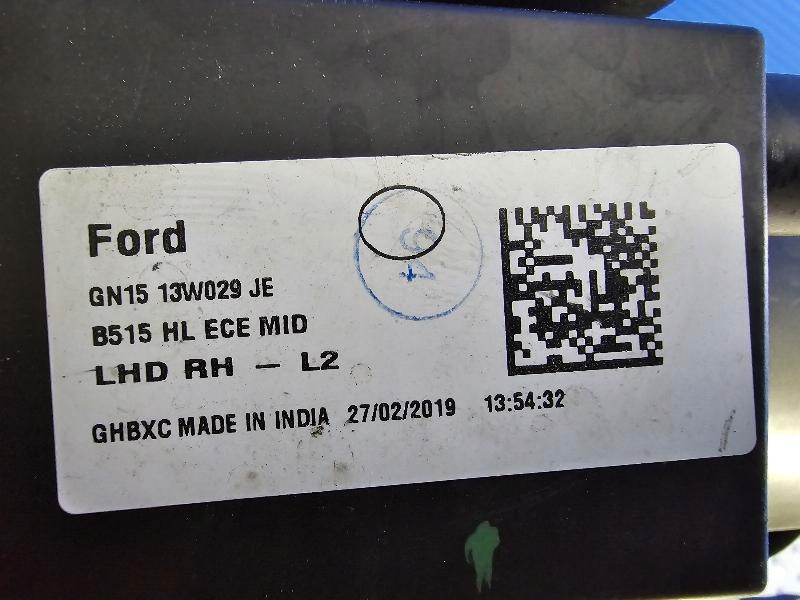 Ford
GN15 13W029 JE
B515 HL ECE MID
LHD RH - L2
GHBXC MADE IN INDIA 27/02/2019 13:54:32